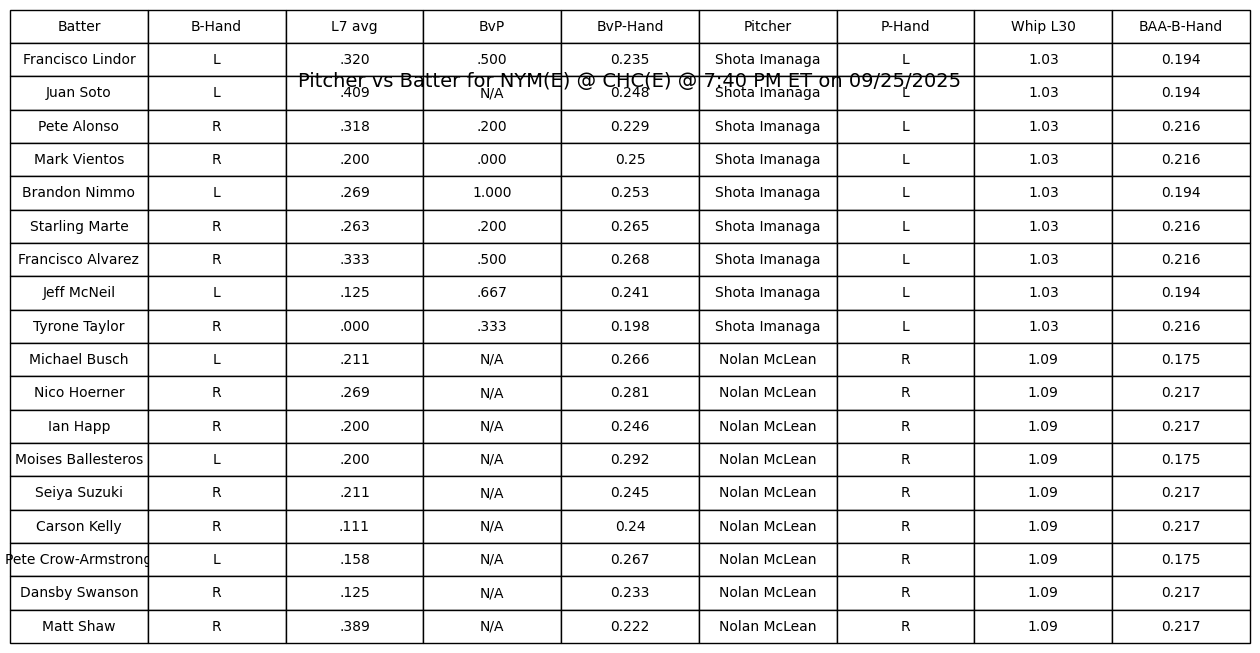 Batter B-Hand L7 avg BvP BvP-Hand Pitcher P-Hand Whip L30 BAA-B-Hand
Francisco Lindor L .320 .500 0.235 Shota Imanaga L 1.03 0.194
Pitcher vs Batter for NYM(E) @ CHC(E) @ 7:40 PM ET on 09/25/2025
Juan Soto L .409 N/A 0.248 Shota Imanaga L 1.03 0.194
Pete Alonso R .318 .200 0.229 Shota Imanaga L 1.03 0.216
Mark Vientos R .200 .000 0.25 Shota Imanaga L 1.03 0.216
Brandon Nimmo L .269 1.000 0.253 Shota Imanaga L 1.03 0.194
Starling Marte R .263 .200 0.265 Shota Imanaga L 1.03 0.216
Francisco Alvarez R .333 .500 0.268 Shota Imanaga L 1.03 0.216
Jeff McNeil L .125 .667 0.241 Shota Imanaga L 1.03 0.194
Tyrone Taylor R .000 .333 0.198 Shota Imanaga L 1.03 0.216
Michael Busch L .211 N/A 0.266 Nolan McLean R 1.09 0.175
Nico Hoerner R .269 N/A 0.281 Nolan McLean R 1.09 0.217
Ian Happ R .200 N/A 0.246 Nolan McLean R 1.09 0.217
Moises Ballesteros L .200 N/A 0.292 Nolan McLean R 1.09 0.175
Seiya Suzuki R .211 N/A 0.245 Nolan McLean R 1.09 0.217
Carson Kelly R .111 N/A 0.24 Nolan McLean R 1.09 0.217
Pete Crow-Armstrong L .158 N/A 0.267 Nolan McLean R 1.09 0.175
Dansby Swanson R .125 N/A 0.233 Nolan McLean R 1.09 0.217
Matt Shaw R .389 N/A 0.222 Nolan McLean R 1.09 0.217